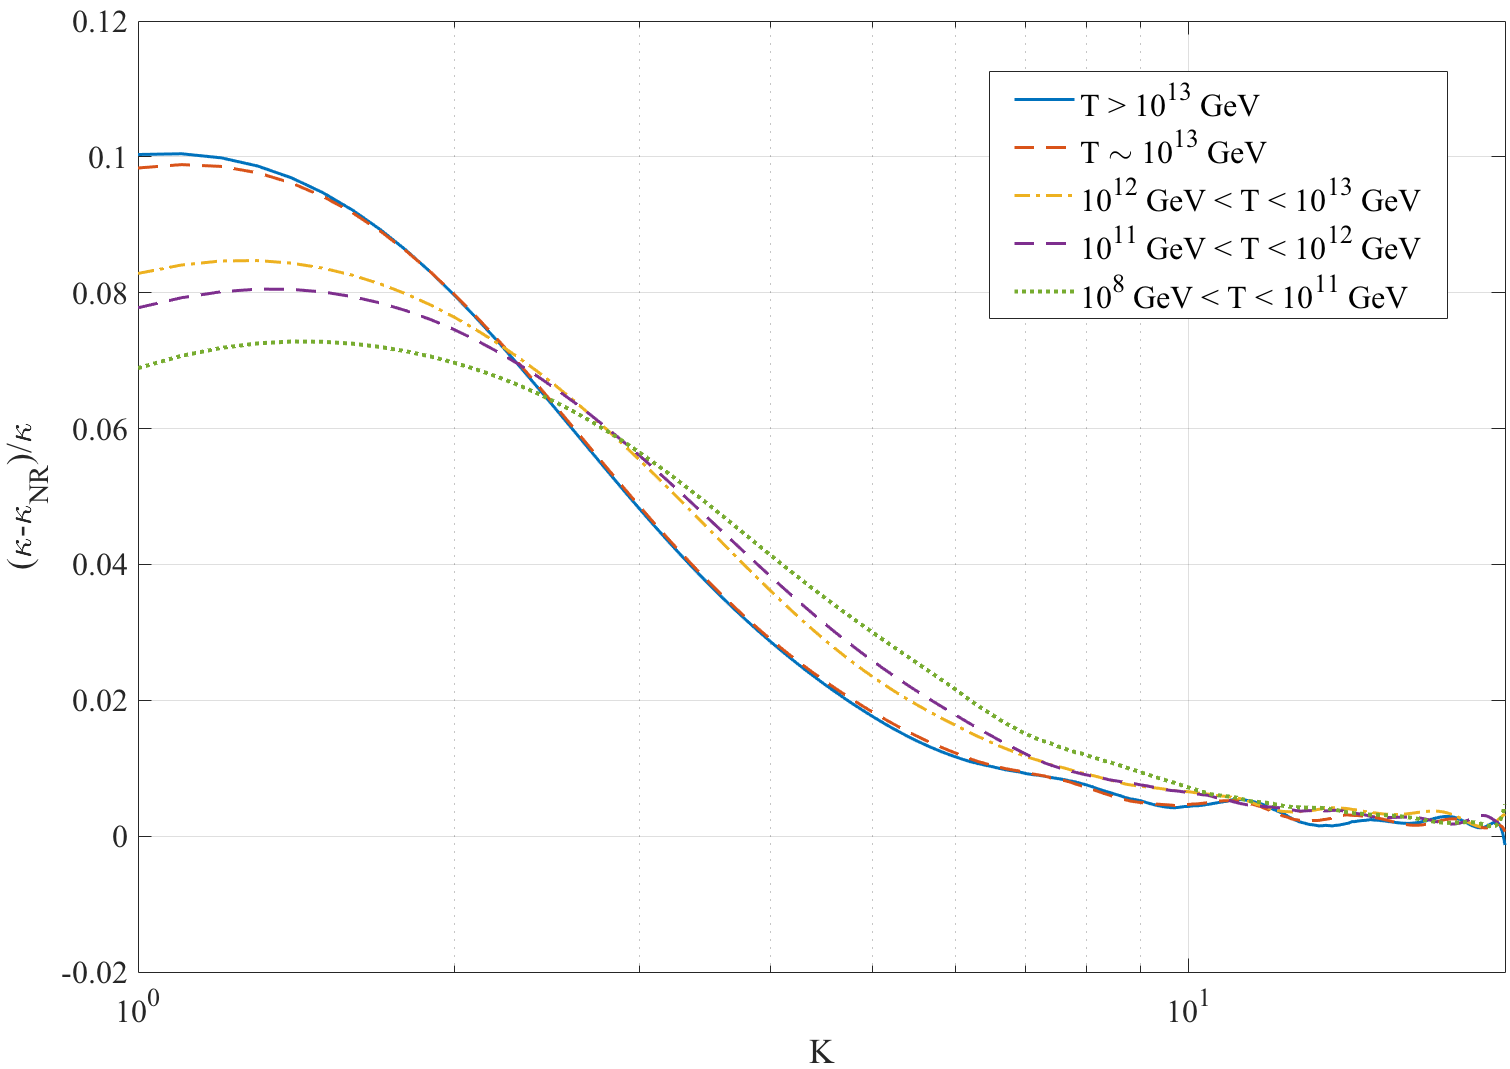 0.12
0.1
0.08
0.06
0.04
0.02
0
-0.02
(κ-κ_NR)/κ
10^0
10^1
K
T > 10^13 GeV
T ∼ 10^13 GeV
10^12 GeV < T < 10^13 GeV
10^11 GeV < T < 10^12 GeV
10^8 GeV < T < 10^11 GeV